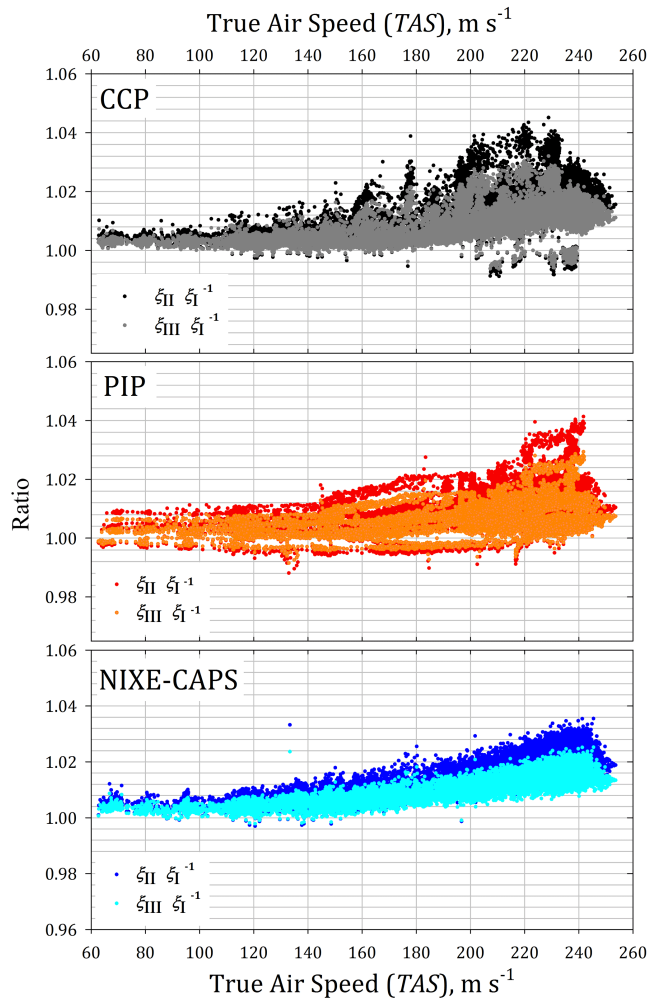 True Air Speed (TAS), m s⁻¹
60 80 100 120 140 160 180 200 220 240 260
1.06
CCP
1.04
1.02
1.00
0.98
ξII ξI⁻¹
ξIII ξI⁻¹
1.06
PIP
1.04
1.02
Ratio
1.00
0.98
ξII ξI⁻¹
ξIII ξI⁻¹
1.06
NIXE-CAPS
1.04
1.02
1.00
0.98
ξII ξI⁻¹
ξIII ξI⁻¹
0.96
60 80 100 120 140 160 180 200 220 240 260
True Air Speed (TAS), m s⁻¹